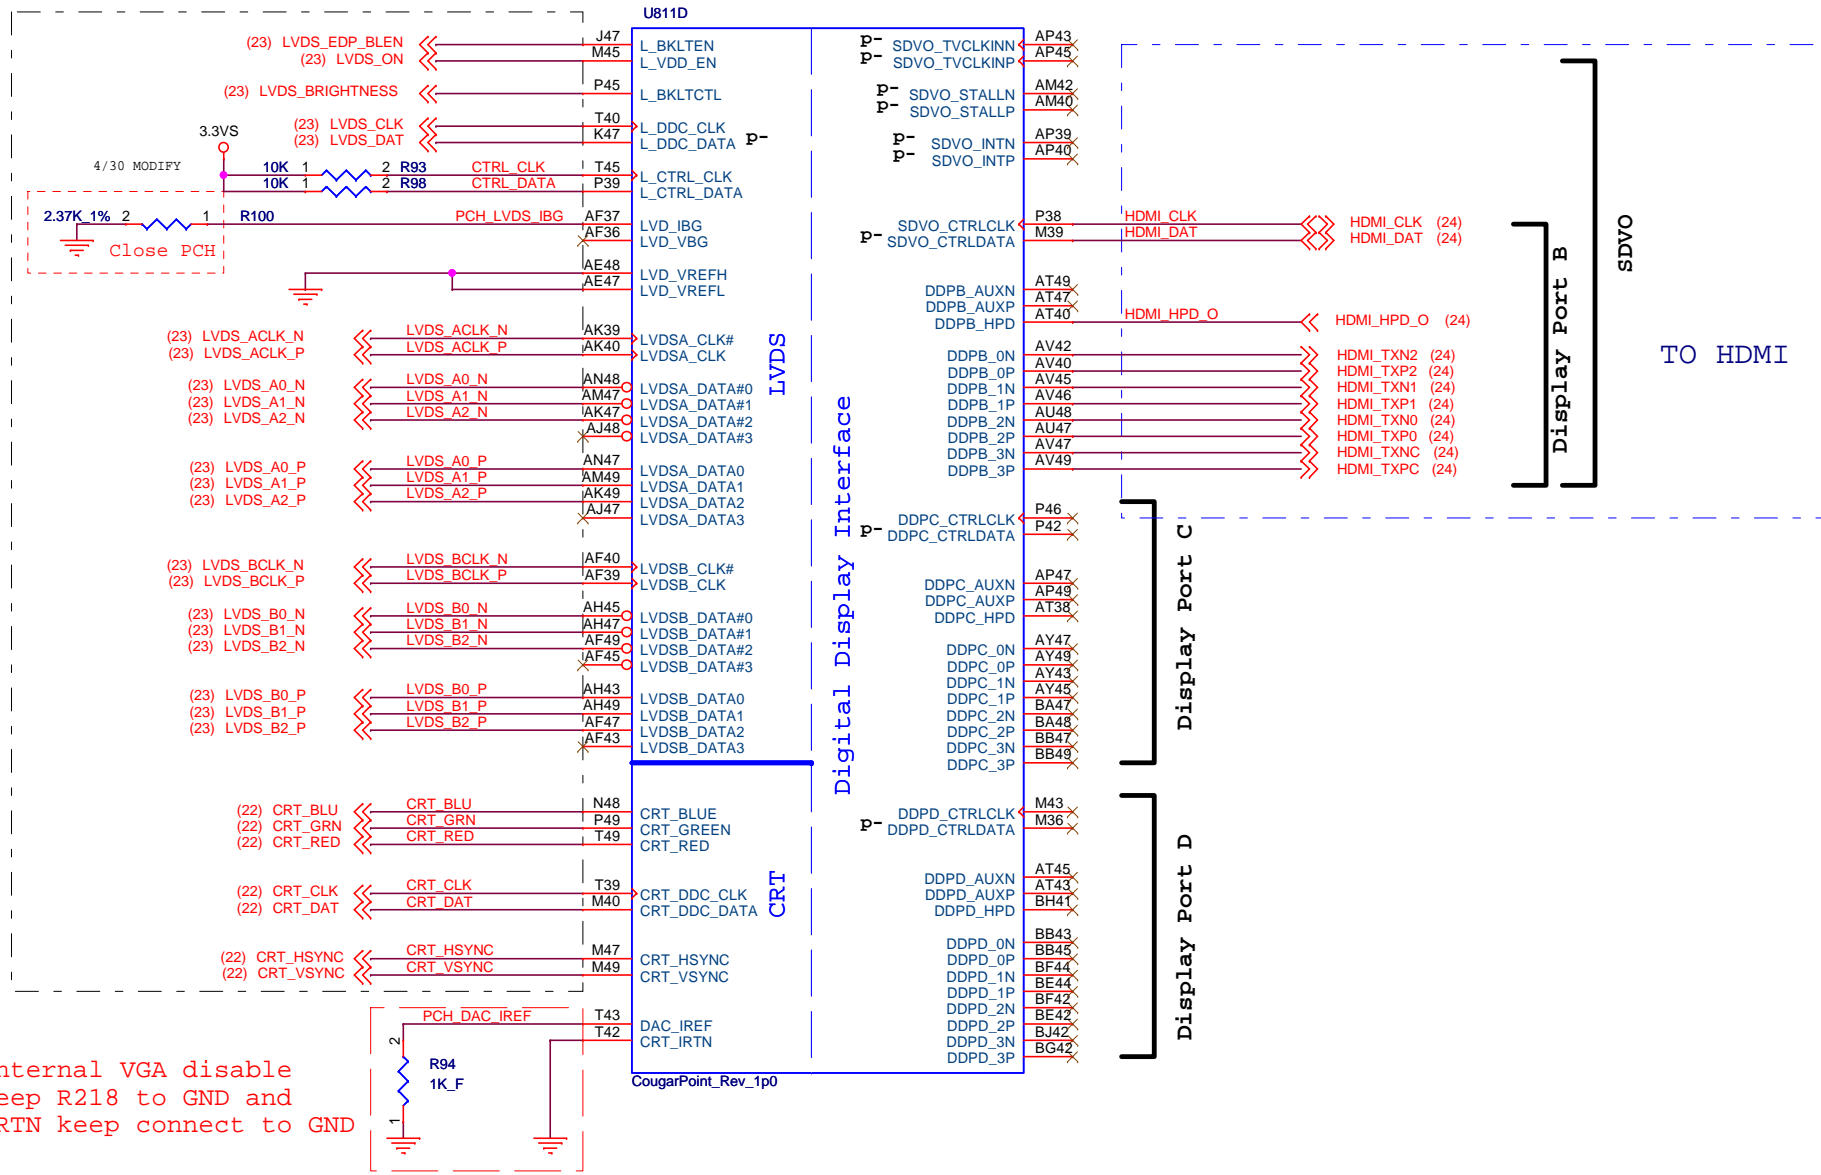 U811D
(23) LVDS_EDP_BLEN J47 L_BKLTEN
(23) LVDS_ON M45 L_VDD_EN
(23) LVDS_BRIGHTNESS P45 L_BKLTCTL
(23) LVDS_CLK T40 L_DDC_CLK
(23) LVDS_DAT K47 L_DDC_DATA p-
3.3VS
4/30 MODIFY
10K 1 2 R93 CTRL_CLK T45 L_CTRL_CLK
10K 1 2 R98 CTRL_DATA P39 L_CTRL_DATA
2.37K_1% 2 1 R100 PCH_LVDS_IBG AF37 LVD_IBG
AF36 LVD_VBG
Close PCH
AE48 LVD_VREFH
AE47 LVD_VREFL
(23) LVDS_ACLK_N LVDS_ACLK_N AK39 LVDSA_CLK#
(23) LVDS_ACLK_P LVDS_ACLK_P AK40 LVDSA_CLK
(23) LVDS_A0_N LVDS_A0_N AN48 LVDSA_DATA#0
(23) LVDS_A1_N LVDS_A1_N AM47 LVDSA_DATA#1
(23) LVDS_A2_N LVDS_A2_N AK47 LVDSA_DATA#2
AJ48 LVDSA_DATA#3
(23) LVDS_A0_P LVDS_A0_P AN47 LVDSA_DATA0
(23) LVDS_A1_P LVDS_A1_P AM49 LVDSA_DATA1
(23) LVDS_A2_P LVDS_A2_P AK49 LVDSA_DATA2
AJ47 LVDSA_DATA3
(23) LVDS_BCLK_N LVDS_BCLK_N AF40 LVDSB_CLK#
(23) LVDS_BCLK_P LVDS_BCLK_P AF39 LVDSB_CLK
(23) LVDS_B0_N LVDS_B0_N AH45 LVDSB_DATA#0
(23) LVDS_B1_N LVDS_B1_N AH47 LVDSB_DATA#1
(23) LVDS_B2_N LVDS_B2_N AF49 LVDSB_DATA#2
AF45 LVDSB_DATA#3
(23) LVDS_B0_P LVDS_B0_P AH43 LVDSB_DATA0
(23) LVDS_B1_P LVDS_B1_P AH49 LVDSB_DATA1
(23) LVDS_B2_P LVDS_B2_P AF47 LVDSB_DATA2
AF43 LVDSB_DATA3
LVDS
(22) CRT_BLU CRT_BLU N48 CRT_BLUE
(22) CRT_GRN CRT_GRN P49 CRT_GREEN
(22) CRT_RED CRT_RED T49 CRT_RED
(22) CRT_CLK CRT_CLK T39 CRT_DDC_CLK
(22) CRT_DAT CRT_DAT M40 CRT_DDC_DATA
(22) CRT_HSYNC CRT_HSYNC M47 CRT_HSYNC
(22) CRT_VSYNC CRT_VSYNC M49 CRT_VSYNC
CRT
PCH_DAC_IREF T43 DAC_IREF
T42 CRT_IRTN
2 R94 1K_F 1
CougarPoint_Rev_1p0
nternal VGA disable
eep R218 to GND and
RTN keep connect to GND
Digital Display Interface
p- SDVO_TVCLKINN AP43
p- SDVO_TVCLKINP AP45
p- SDVO_STALLN AM42
p- SDVO_STALLP AM40
p- SDVO_INTN AP39
p- SDVO_INTP AP40
SDVO_CTRLCLK P38 HDMI_CLK HDMI_CLK (24)
p- SDVO_CTRLDATA M39 HDMI_DAT HDMI_DAT (24)
DDPB_AUXN AT49
DDPB_AUXP AT47
DDPB_HPD AT40 HDMI_HPD_O HDMI_HPD_O (24)
DDPB_0N AV42 HDMI_TXN2 (24)
DDPB_0P AV40 HDMI_TXP2 (24)
DDPB_1N AV45 HDMI_TXN1 (24)
DDPB_1P AV46 HDMI_TXP1 (24)
DDPB_2N AU48 HDMI_TXN0 (24)
DDPB_2P AU47 HDMI_TXP0 (24)
DDPB_3N AV47 HDMI_TXNC (24)
DDPB_3P AV49 HDMI_TXPC (24)
Display Port B
SDVO
TO HDMI
DDPC_CTRLCLK P46
p- DDPC_CTRLDATA P42
DDPC_AUXN AP47
DDPC_AUXP AP49
DDPC_HPD AT38
DDPC_0N AY47
DDPC_0P AY49
DDPC_1N AY43
DDPC_1P AY45
DDPC_2N BA47
DDPC_2P BA48
DDPC_3N BB47
DDPC_3P BB49
Display Port C
DDPD_CTRLCLK M43
p- DDPD_CTRLDATA M36
DDPD_AUXN AT45
DDPD_AUXP AT43
DDPD_HPD BH41
DDPD_0N BB43
DDPD_0P BB45
DDPD_1N BF44
DDPD_1P BE44
DDPD_2N BF42
DDPD_2P BE42
DDPD_3N BJ42
DDPD_3P BG42
Display Port D